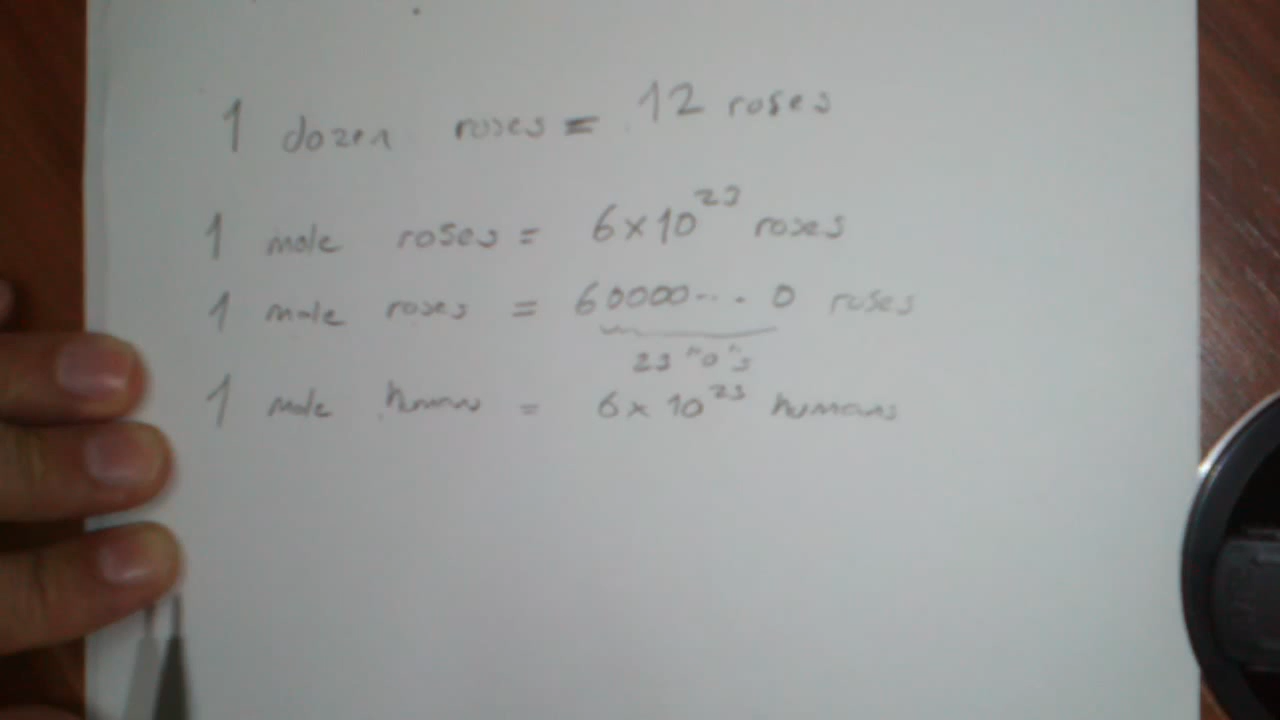 1 dozen roses = 12 roses
1 mole roses = 6×10²³ roses
1 mole roses = 60000... 0 roses
23 "0"s
1 mole humans = 6×10²³ humans